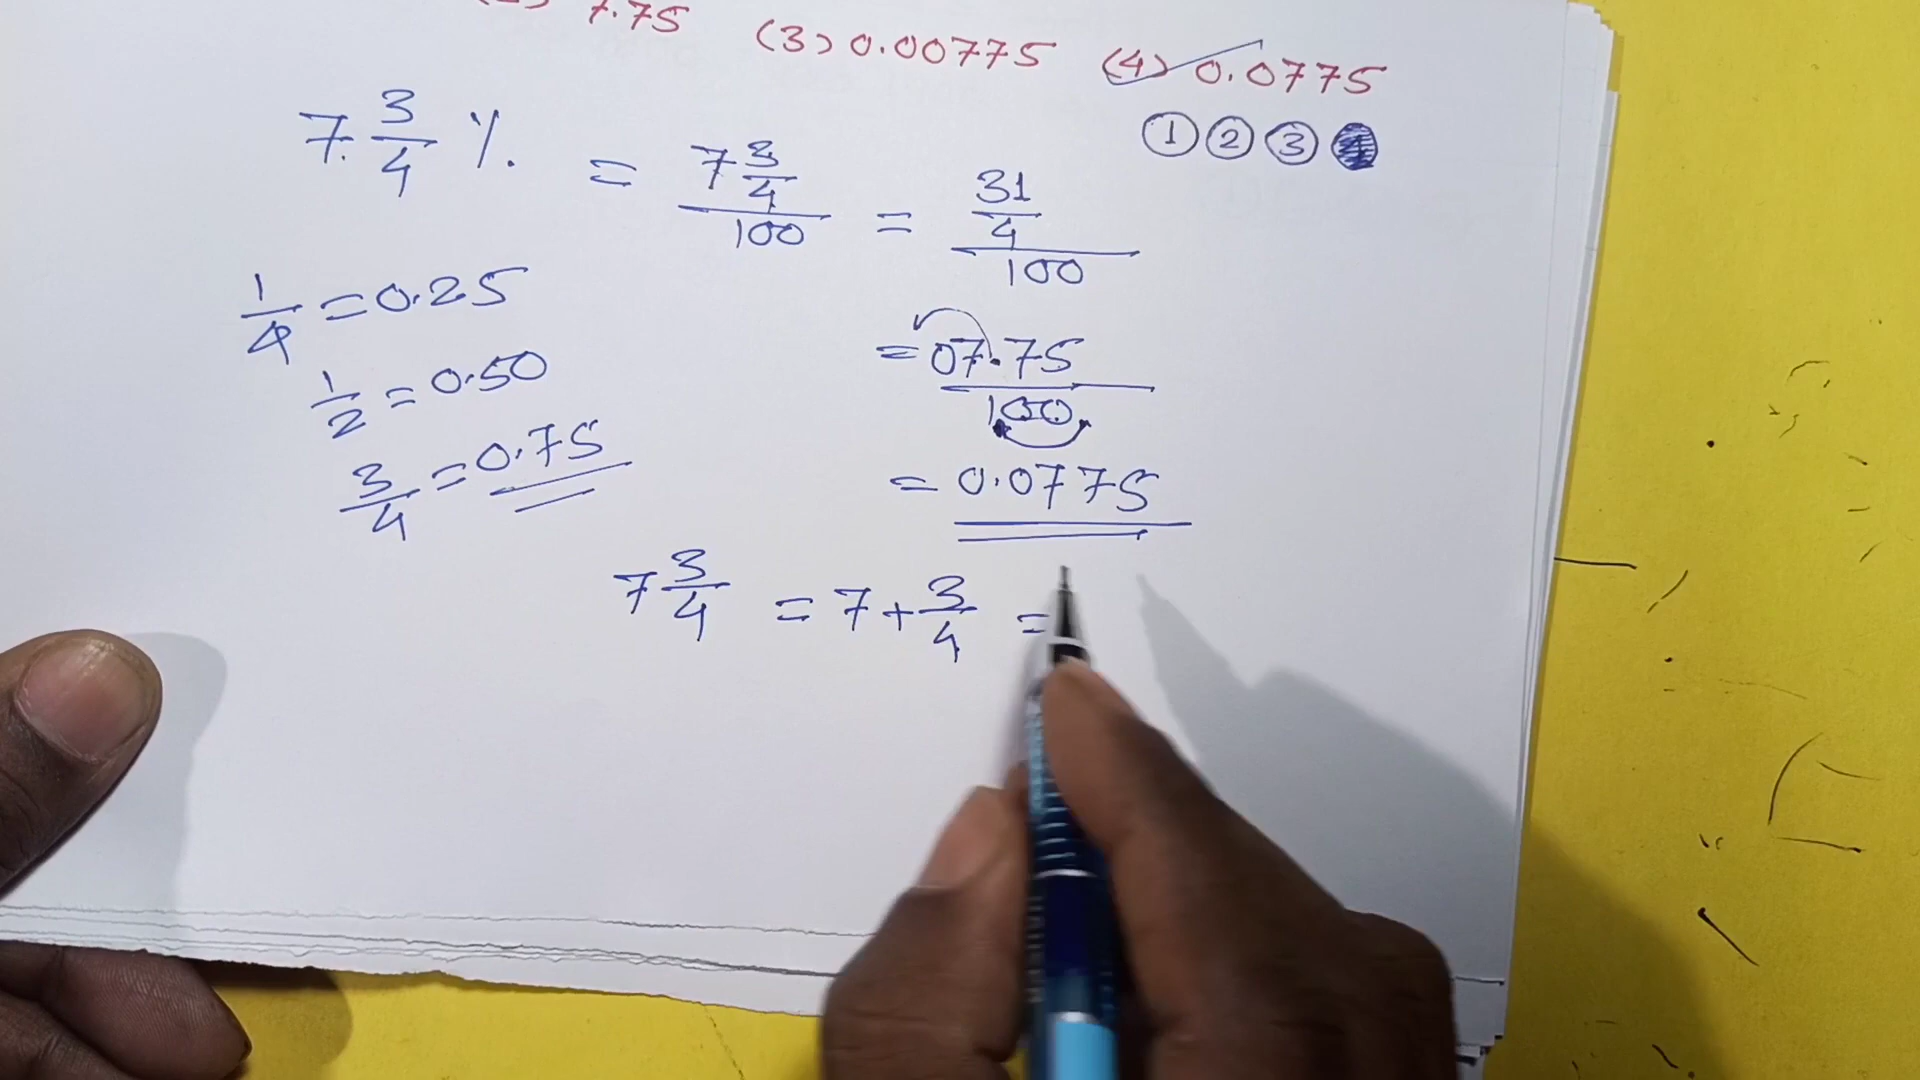 7.75 (3) 0.00775 (4) 0.0775
① ② ③ 4
7 3/4 % = 7 3/4 / 100 = 31/4 / 100
1/4 = 0.25
= 07.75 / 100
1/2 = 0.50
3/4 = 0.75
= 0.0775
7 3/4 = 7 + 3/4 =